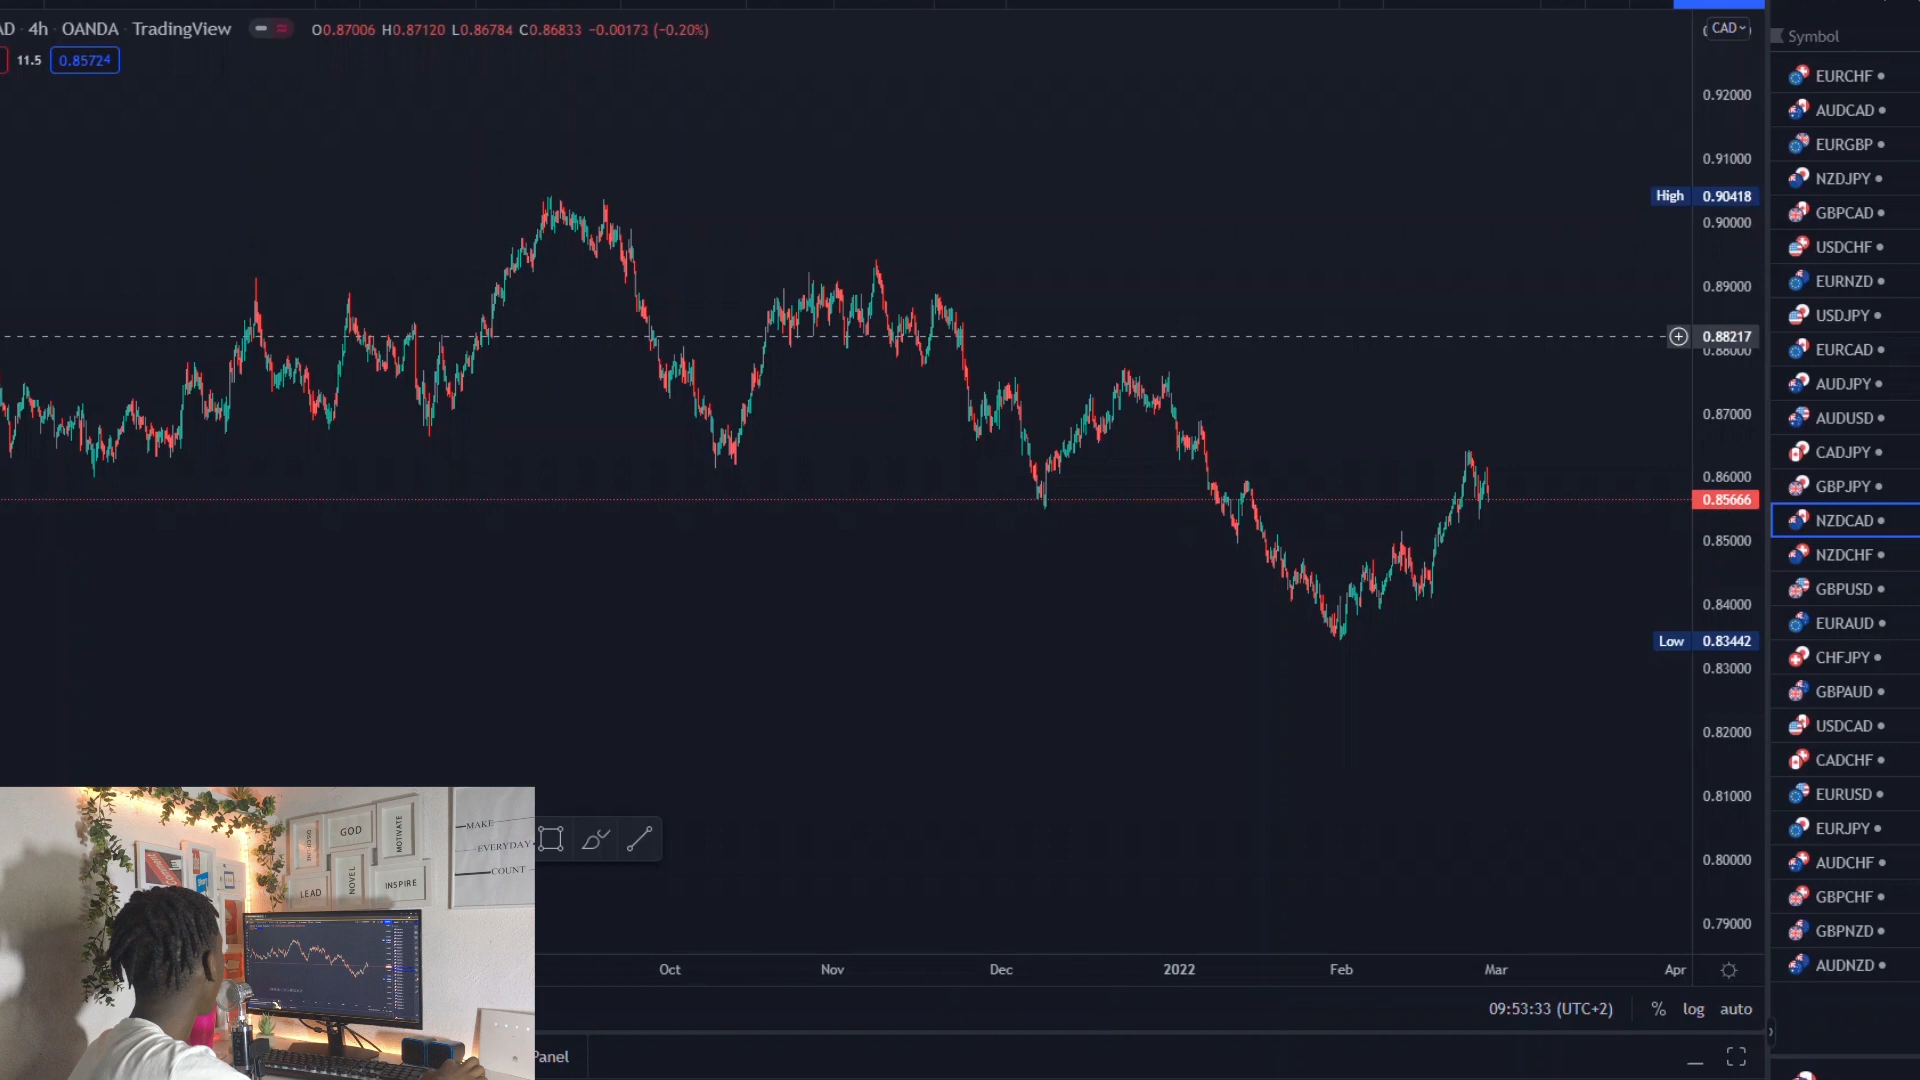 AD · 4h · OANDA · TradingView
O0.87006 H0.87120 L0.86784 C0.86833 −0.00173 (−0.20%)
CAD
11.5
0.85724
0.92000
0.91000
High 0.90418
0.90000
0.89000
0.88217
0.88000
0.87000
0.86000
0.85666
0.85000
0.84000
Low 0.83442
0.83000
0.82000
0.81000
0.80000
0.79000
Oct
Nov
Dec
2022
Feb
Mar
Apr
09:53:33 (UTC+2)
%
log
auto
Panel
Symbol
EURCHF
AUDCAD
EURGBP
NZDJPY
GBPCAD
USDCHF
EURNZD
USDJPY
EURCAD
AUDJPY
AUDUSD
CADJPY
GBPJPY
NZDCAD
NZDCHF
GBPUSD
EURAUD
CHFJPY
GBPAUD
USDCAD
CADCHF
EURUSD
EURJPY
AUDCHF
GBPCHF
GBPNZD
AUDNZD
GOD
MOTIVATE
LEAD
NOVEL
INSPIRE
MAKE
EVERYDAY
COUNT